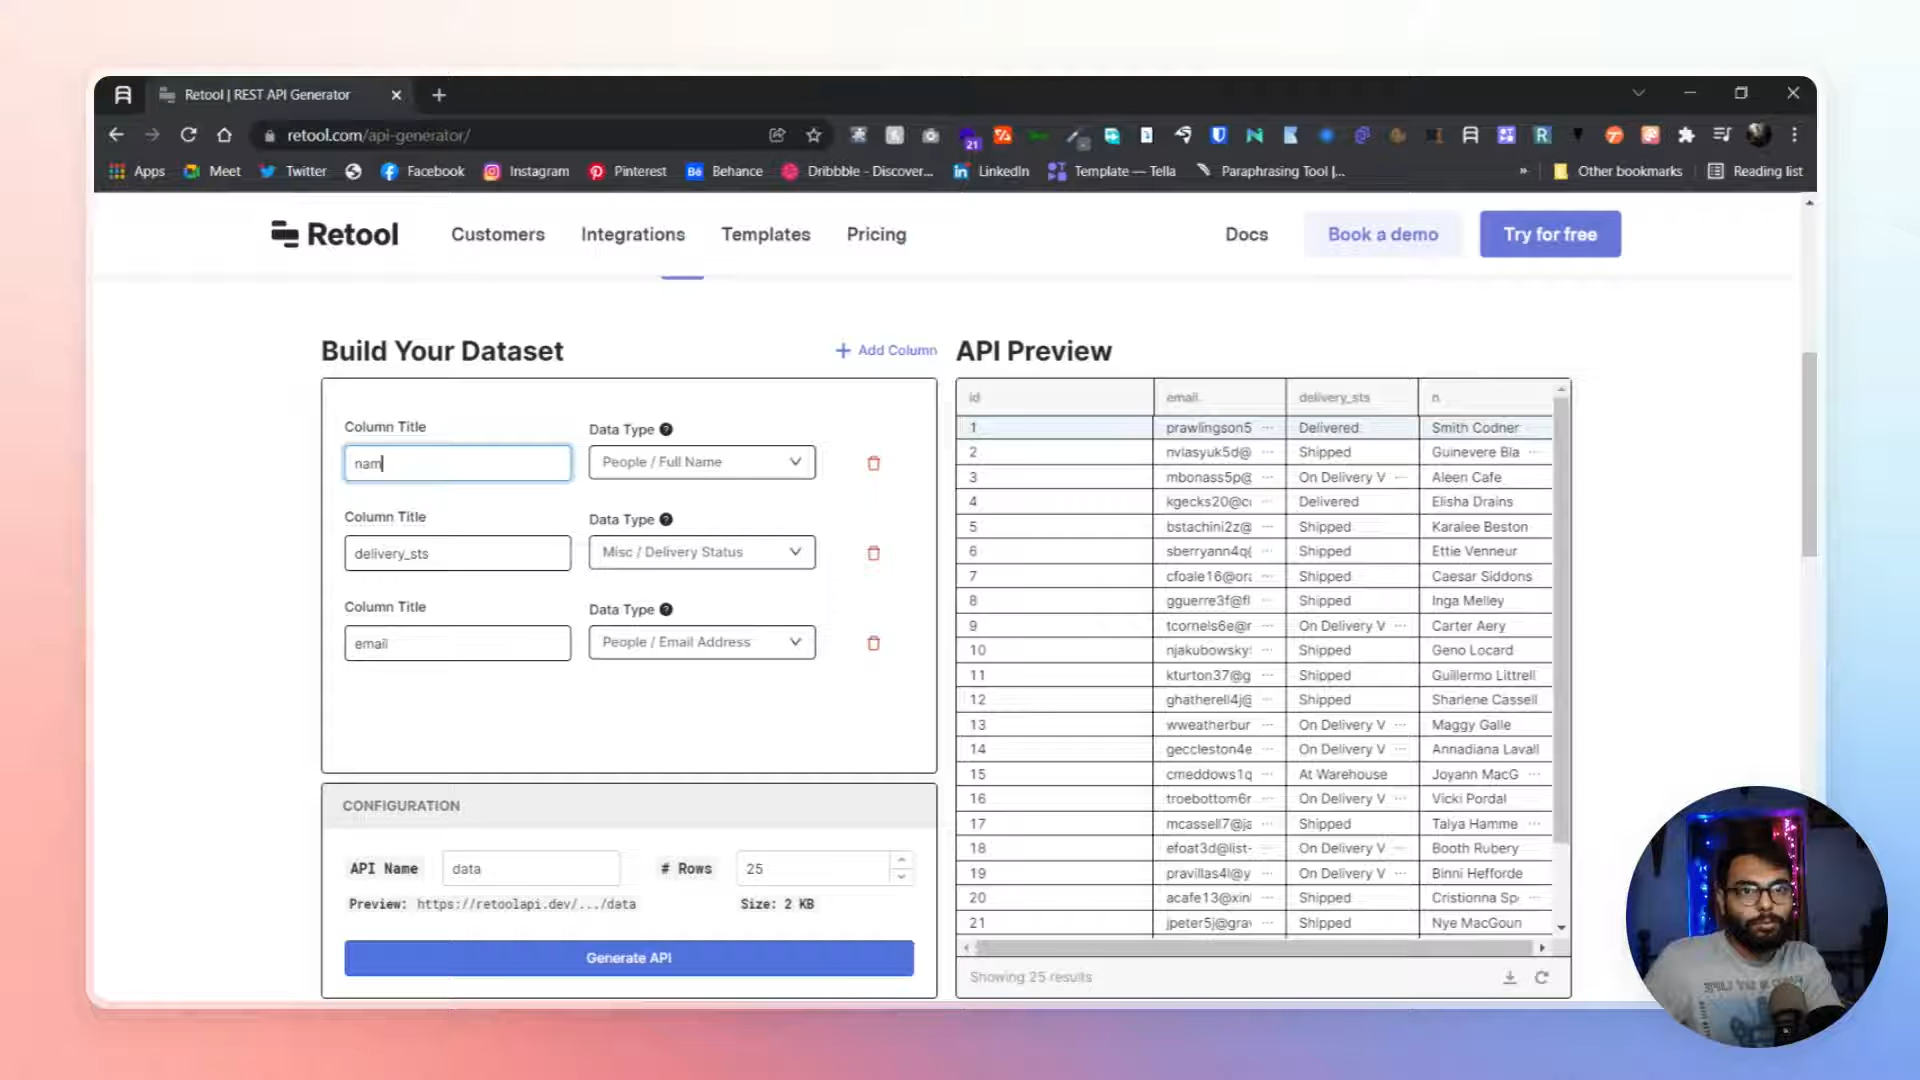 Retool | REST API Generator
retool.com/api-generator/
21
Apps Meet Twitter Facebook Instagram Pinterest Behance Dribbble - Discover... LinkedIn Template — Tella Paraphrasing Tool |... » Other bookmarks Reading list
Retool Customers Integrations Templates Pricing Docs Book a demo Try for free
Build Your Dataset
+ Add Column
Column Title Data Type
nam People / Full Name
Column Title Data Type
delivery_sts Misc / Delivery Status
Column Title Data Type
email People / Email Address
CONFIGURATION
API Name data # Rows 25
Preview: https://retoolapi.dev/.../data Size: 2 KB
Generate API
API Preview
id email delivery_sts n
1 prawlingson5 ... Delivered Smith Codner
2 nvlasyuk5d@ ... Shipped Guinevere Bla ...
3 mbonass5p@ ... On Delivery V ... Aleen Cafe
4 kgecks20@ ... Delivered Elisha Drains
5 bstachini2z@ ... Shipped Karalee Beston
6 sberryann4q ... Shipped Ettie Venneur
7 cfoale16@ ... Shipped Caesar Siddons
8 gguerre3f@fl ... Shipped Inga Melley
9 tcornels6e@r ... On Delivery V ... Carter Aery
10 njakubowsky ... Shipped Geno Locard
11 kturton37@g ... Shipped Guillermo Littrell
12 ghatherell4j@ ... Shipped Sharlene Cassell
13 wweatherbur ... On Delivery V ... Maggy Galle
14 geccleston4e ... On Delivery V ... Annadiana Lavall
15 cmeddows1q ... At Warehouse Joyann MacG ...
16 troebottom6r ... On Delivery V ... Vicki Pordal
17 mcassell7@ja ... Shipped Talya Hamme ...
18 efoat3d@list- ... On Delivery V ... Booth Rubery
19 pravillas4l@y ... On Delivery V ... Binni Hefforde
20 acafe13@xin ... Shipped Cristionna Sp ...
21 jpeter5j@gra ... Shipped Nye MacGoun
Showing 25 results